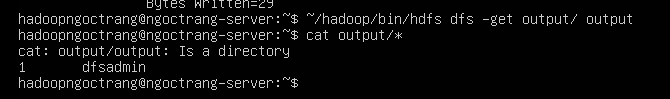 Bytes Written=29
hadoopngoctrang@ngoctrang-server:~$ ~/hadoop/bin/hdfs dfs -get output/ output
hadoopngoctrang@ngoctrang-server:~$ cat output/*
cat: output/output: Is a directory
1       dfsadmin
hadoopngoctrang@ngoctrang-server:~$